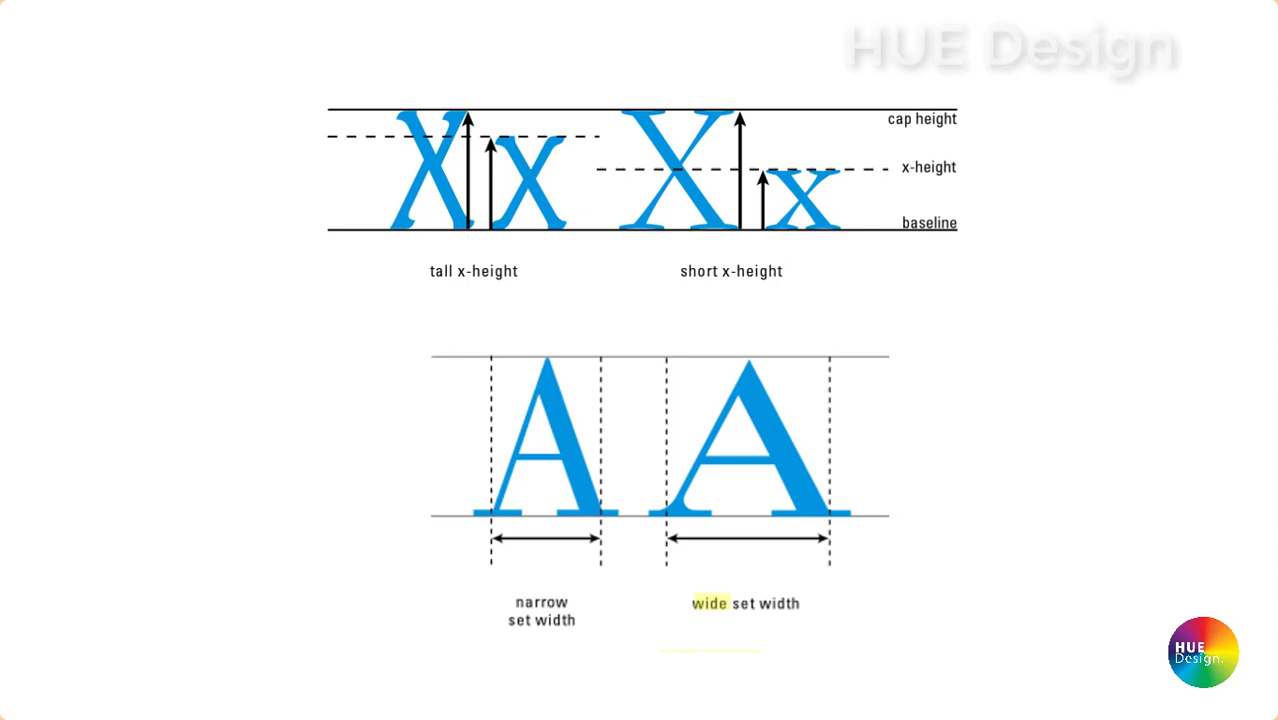 HUE Design
X x X x
cap height
x-height
baseline
tall x-height
short x-height
A A
narrow
set width
wide set width
HUE
Design.